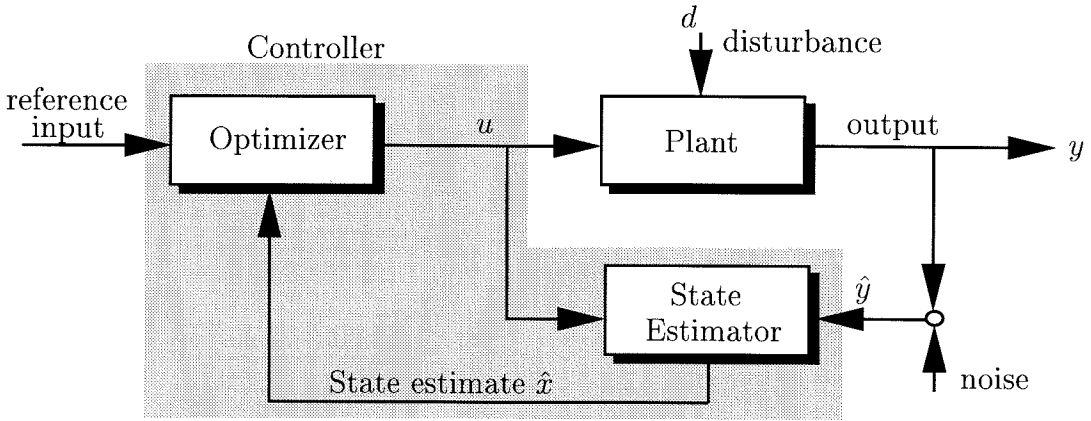 d
disturbance
Controller
reference
input
Optimizer
u
Plant
output
y
State
Estimator
ŷ
State estimate x̂
noise